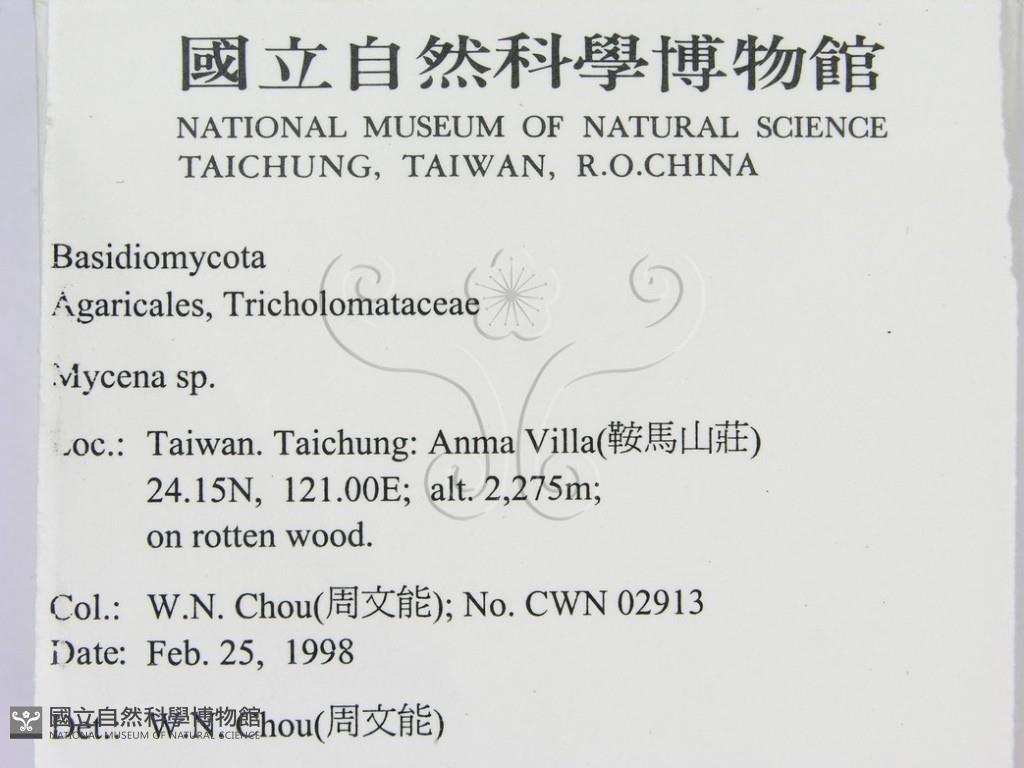 國立自然科學博物館
NATIONAL MUSEUM OF NATURAL SCIENCE
TAICHUNG, TAIWAN, R.O.CHINA
Basidiomycota
Agaricales, Tricholomataceae
Mycena sp.
Loc.: Taiwan. Taichung: Anma Villa(鞍馬山莊)
24.15N, 121.00E; alt. 2,275m;
on rotten wood.
Col.: W.N. Chou(周文能); No. CWN 02913
Date: Feb. 25, 1998
Det.: W.N. Chou(周文能)
國立自然科學博物館
NATIONAL MUSEUM OF NATURAL SCIENCE